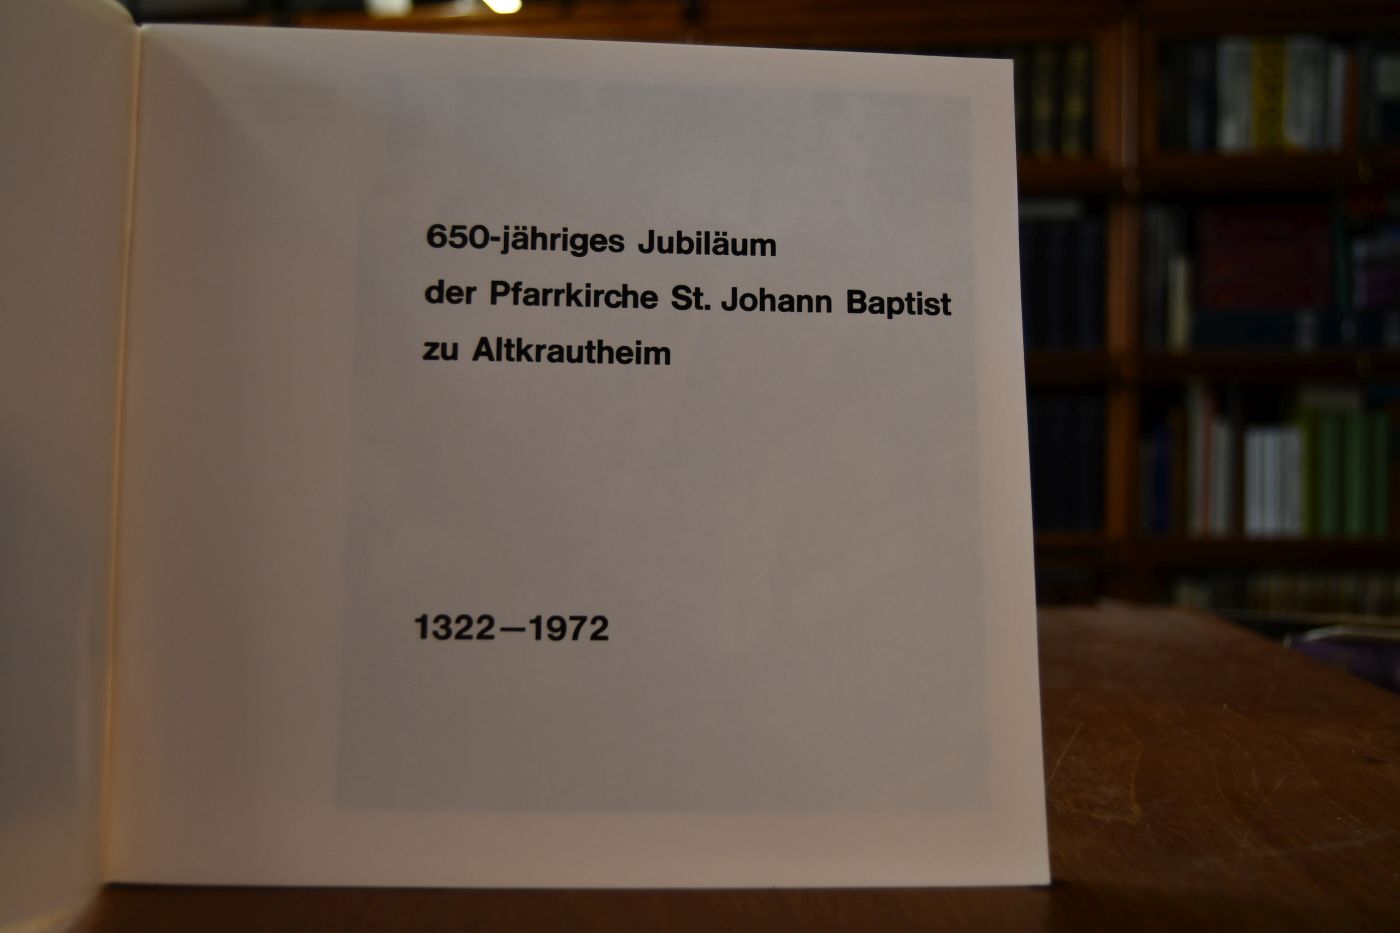 650-jähriges Jubiläum
der Pfarrkirche St. Johann Baptist
zu Altkrautheim
1322—1972